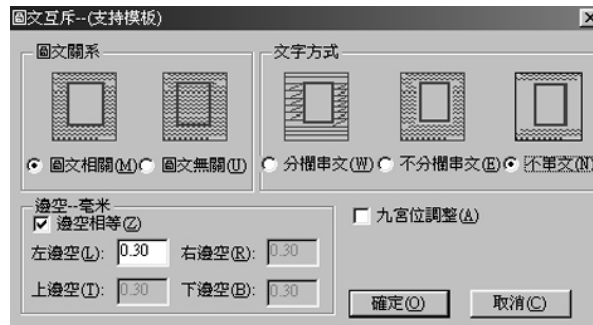 圖文互斥--(支持模板)
圖文關系
文字方式
圖文相關(M) 圖文無關(U)
分欄串文(W) 不分欄串文(E) 不串文(N)
邊空--毫米
邊空相等(Z)
九宮位調整(A)
左邊空(L): 0.30 右邊空(R): 0.30
上邊空(T): 0.30 下邊空(B): 0.30
確定(O) 取消(C)